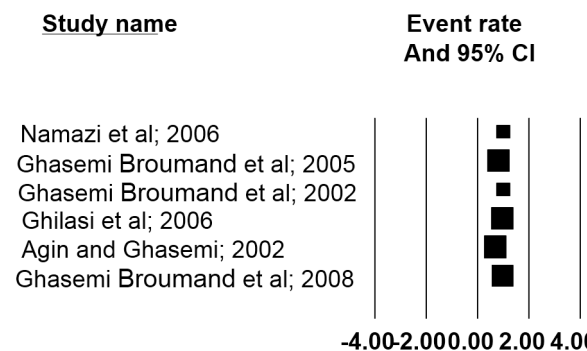 Study name
Event rate
And 95% CI
Namazi et al; 2006
Ghasemi Broumand et al; 2005
Ghasemi Broumand et al; 2002
Ghilasi et al; 2006
Agin and Ghasemi; 2002
Ghasemi Broumand et al; 2008
-4.00 -2.00 0.00 2.00 4.0